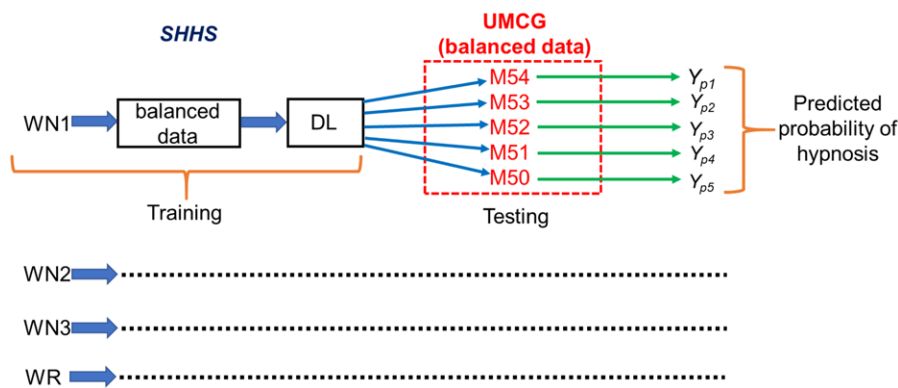 SHHS
UMCG
(balanced data)
WN1
balanced
data
DL
M54
M53
M52
M51
M50
Yp1
Yp2
Yp3
Yp4
Yp5
Predicted
probability of
hypnosis
Training
Testing
WN2
WN3
WR